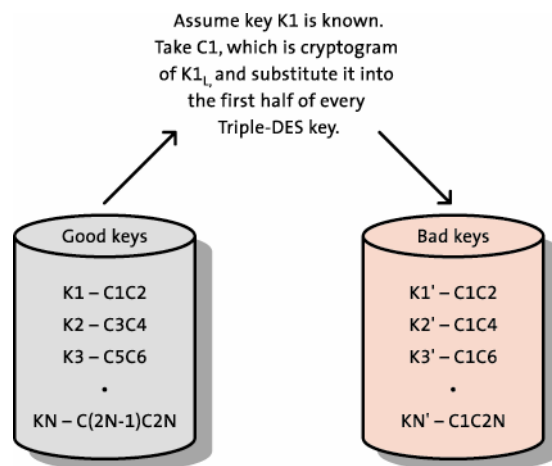 Assume key K1 is known.
Take C1, which is cryptogram
of K1L, and substitute it into
the first half of every
Triple-DES key.
Good keys
K1 – C1C2
K2 – C3C4
K3 – C5C6
•
KN – C(2N-1)C2N
Bad keys
K1' – C1C2
K2' – C1C4
K3' – C1C6
•
KN' – C1C2N